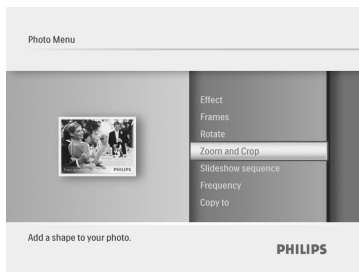 Photo Menu
Effect
Frames
Rotate
Zoom and Crop
Slideshow sequence
Frequency
Copy to
PHILIPS
Add a shape to your photo.
PHILIPS